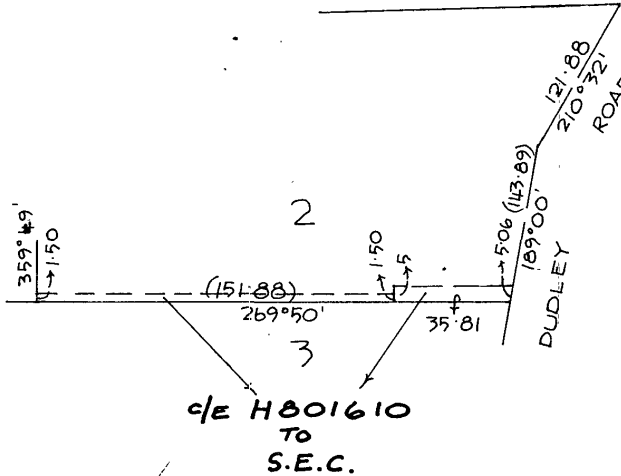 121.88
210°32'
ROAD
5.06 (143.89)
189°00'
DUDLEY
2
359°49'
1.50
1.50
5
(151.88)
269°50'
35.81
3
c/E H801610
TO
S.E.C.